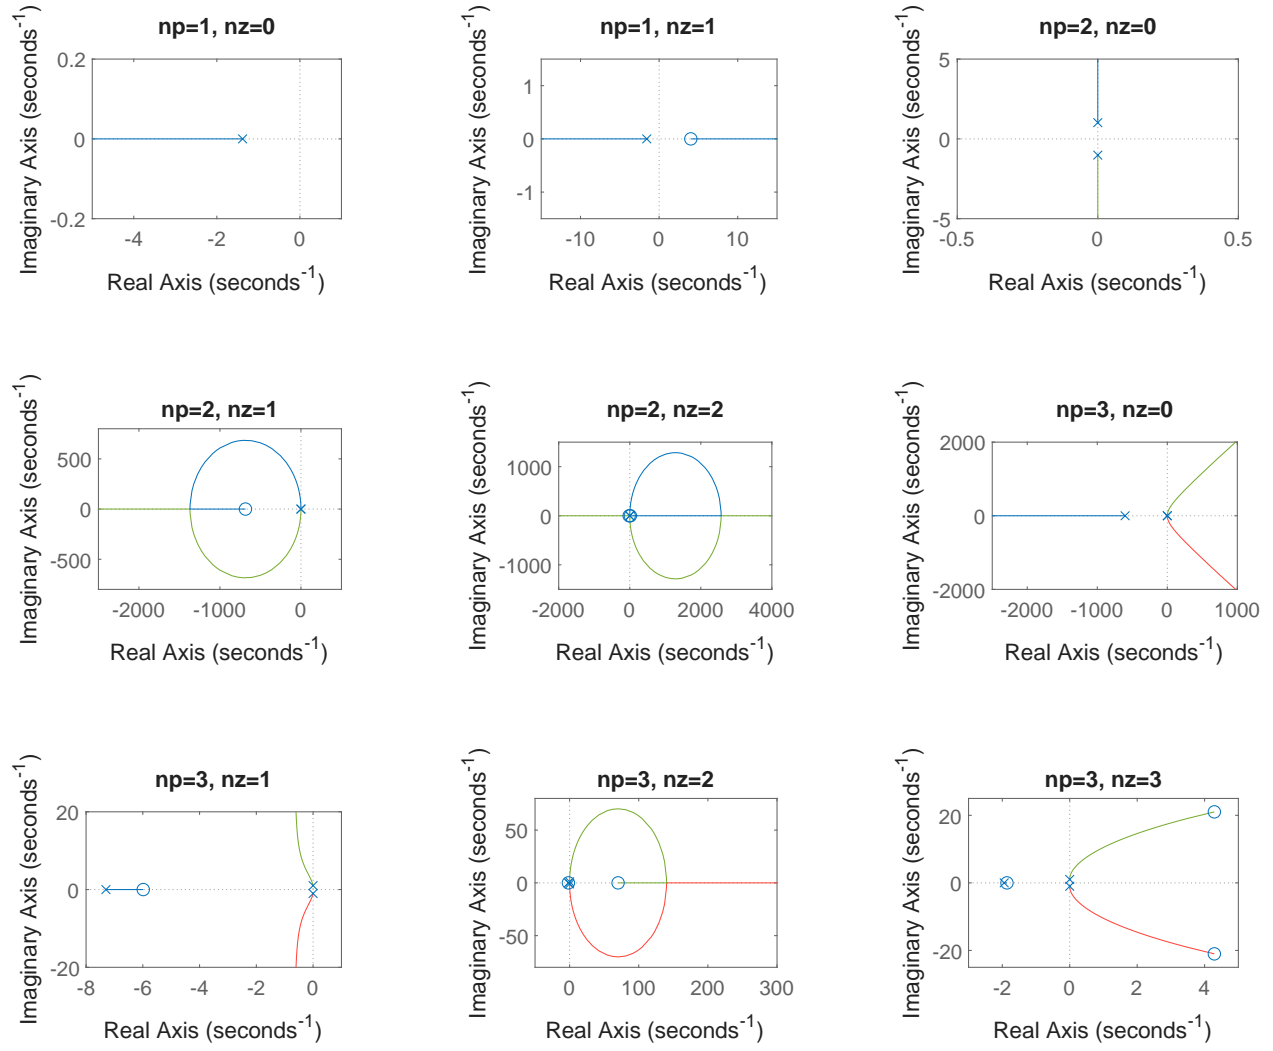 np=1, nz=0
Imaginary Axis (seconds⁻¹)
0.2
0
-0.2
-4
-2
0
Real Axis (seconds⁻¹)
np=1, nz=1
Imaginary Axis (seconds⁻¹)
1
0
-1
-10
0
10
Real Axis (seconds⁻¹)
np=2, nz=0
Imaginary Axis (seconds⁻¹)
5
0
-5
-0.5
0
0.5
Real Axis (seconds⁻¹)
np=2, nz=1
Imaginary Axis (seconds⁻¹)
500
0
-500
-2000
-1000
0
Real Axis (seconds⁻¹)
np=2, nz=2
Imaginary Axis (seconds⁻¹)
1000
0
-1000
-2000
0
2000
4000
Real Axis (seconds⁻¹)
np=3, nz=0
Imaginary Axis (seconds⁻¹)
2000
0
-2000
-2000
-1000
0
1000
Real Axis (seconds⁻¹)
np=3, nz=1
Imaginary Axis (seconds⁻¹)
20
0
-20
-8
-6
-4
-2
0
Real Axis (seconds⁻¹)
np=3, nz=2
Imaginary Axis (seconds⁻¹)
50
0
-50
0
100
200
300
Real Axis (seconds⁻¹)
np=3, nz=3
Imaginary Axis (seconds⁻¹)
20
0
-20
-2
0
2
4
Real Axis (seconds⁻¹)